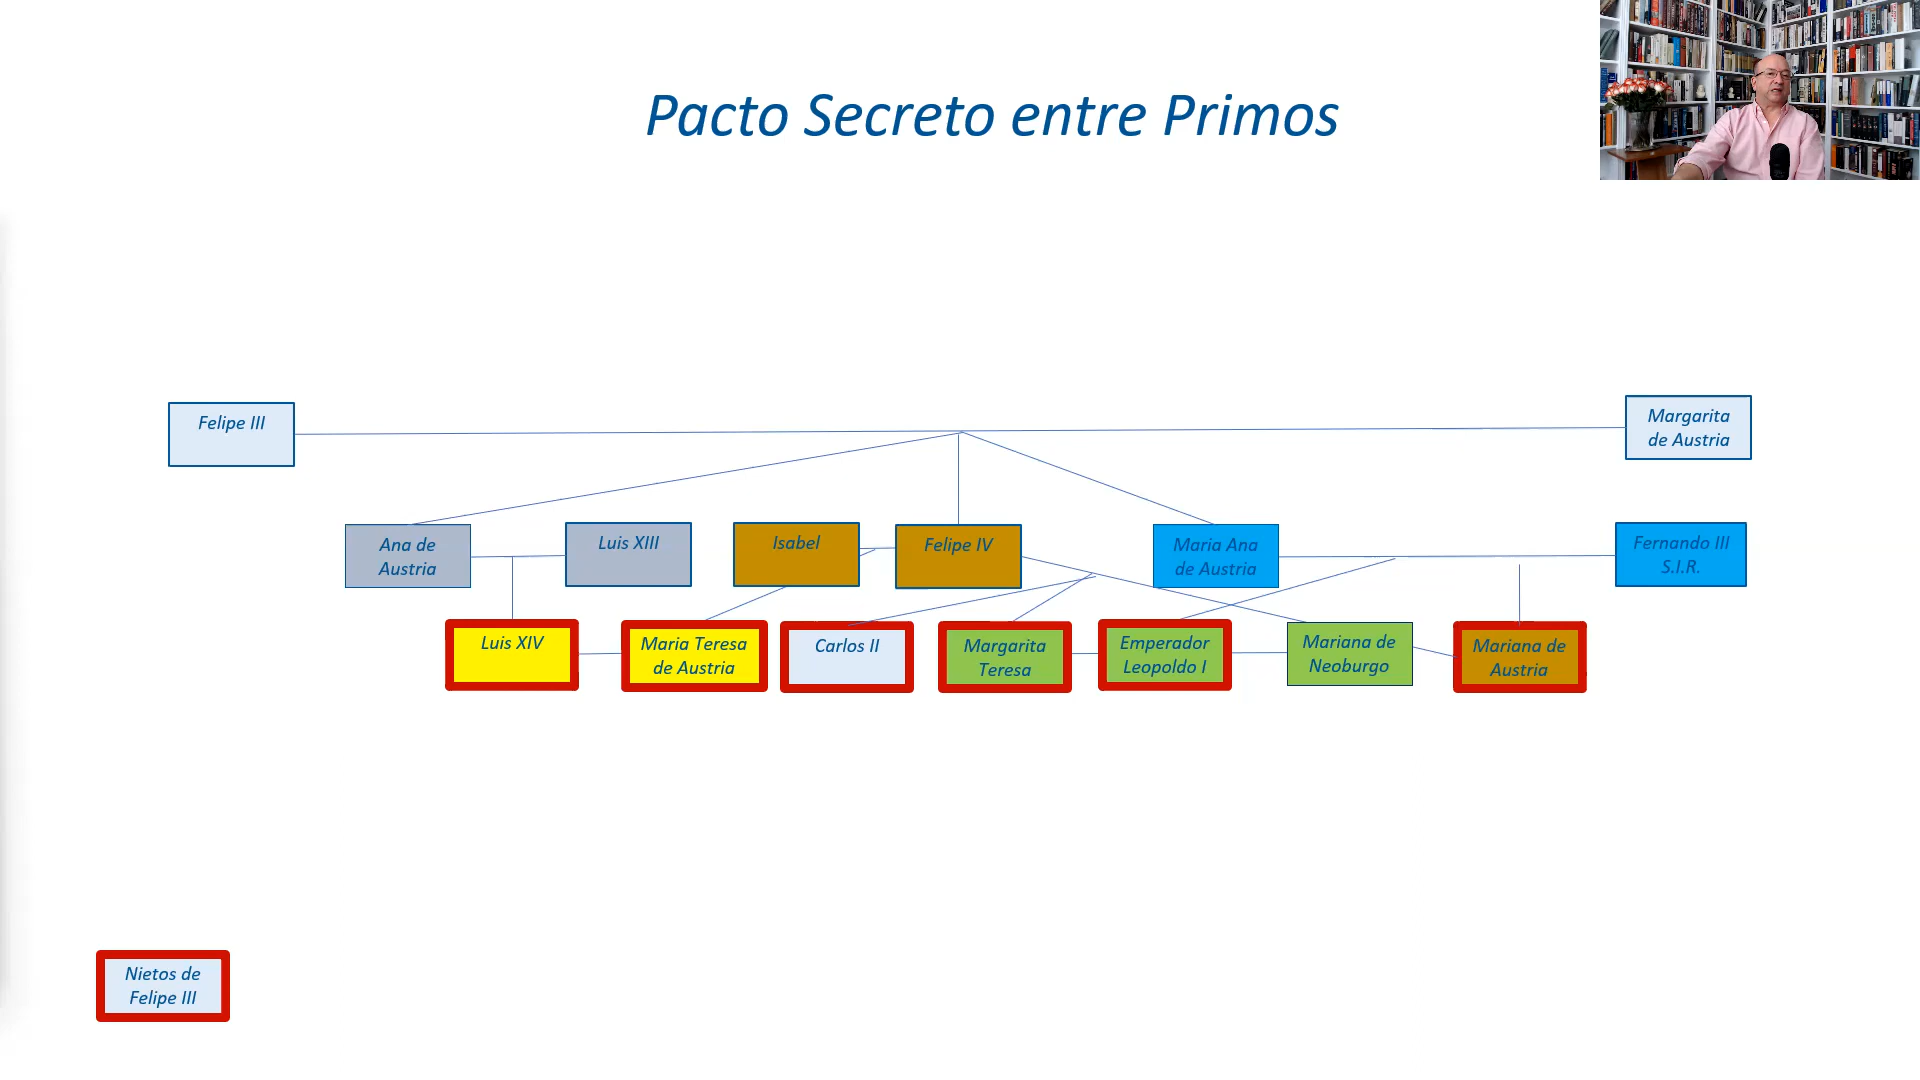 Pacto Secreto entre Primos
Felipe III
Margarita
de Austria
Ana de
Austria
Luis XIII
Isabel
Felipe IV
Maria Ana
de Austria
Fernando III
S.I.R.
Luis XIV
Maria Teresa
de Austria
Carlos II
Margarita
Teresa
Emperador
Leopoldo I
Mariana de
Neoburgo
Mariana de
Austria
Nietos de
Felipe III